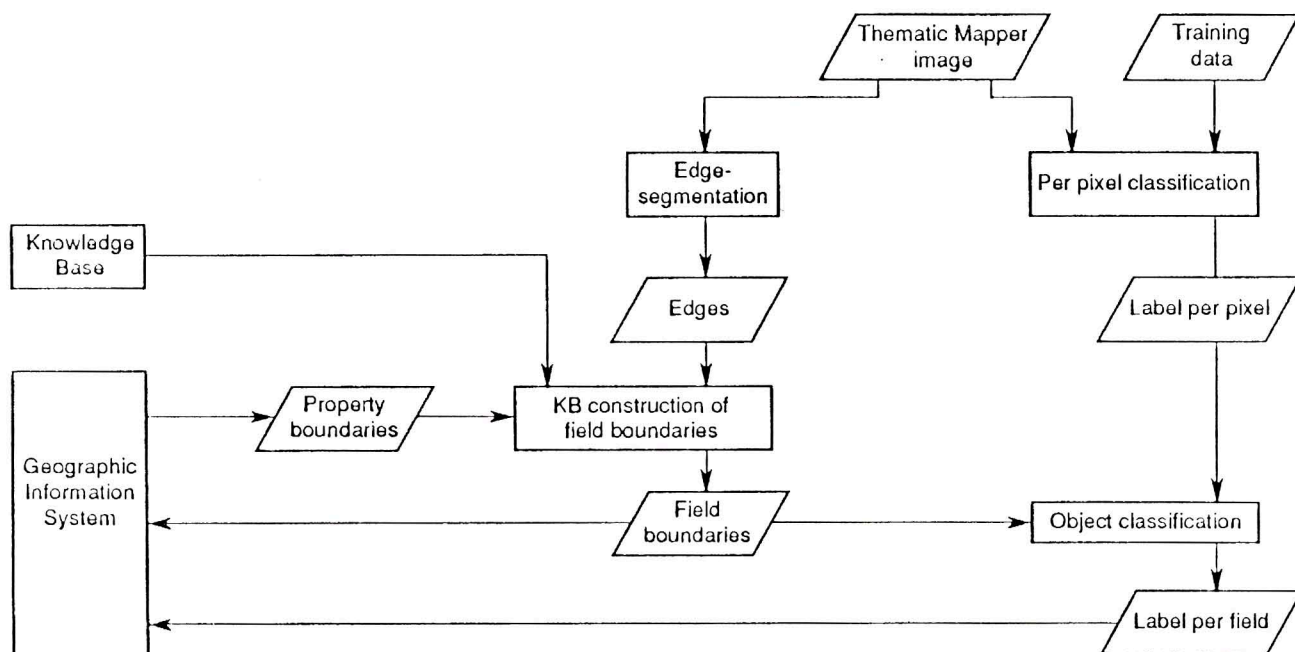 Thematic Mapper
image
Training
data
Edge-
segmentation
Per pixel classification
Knowledge
Base
Edges
Label per pixel
Property
boundaries
KB construction of
field boundaries
Geographic
Information
System
Field
boundaries
Object classification
Label per field